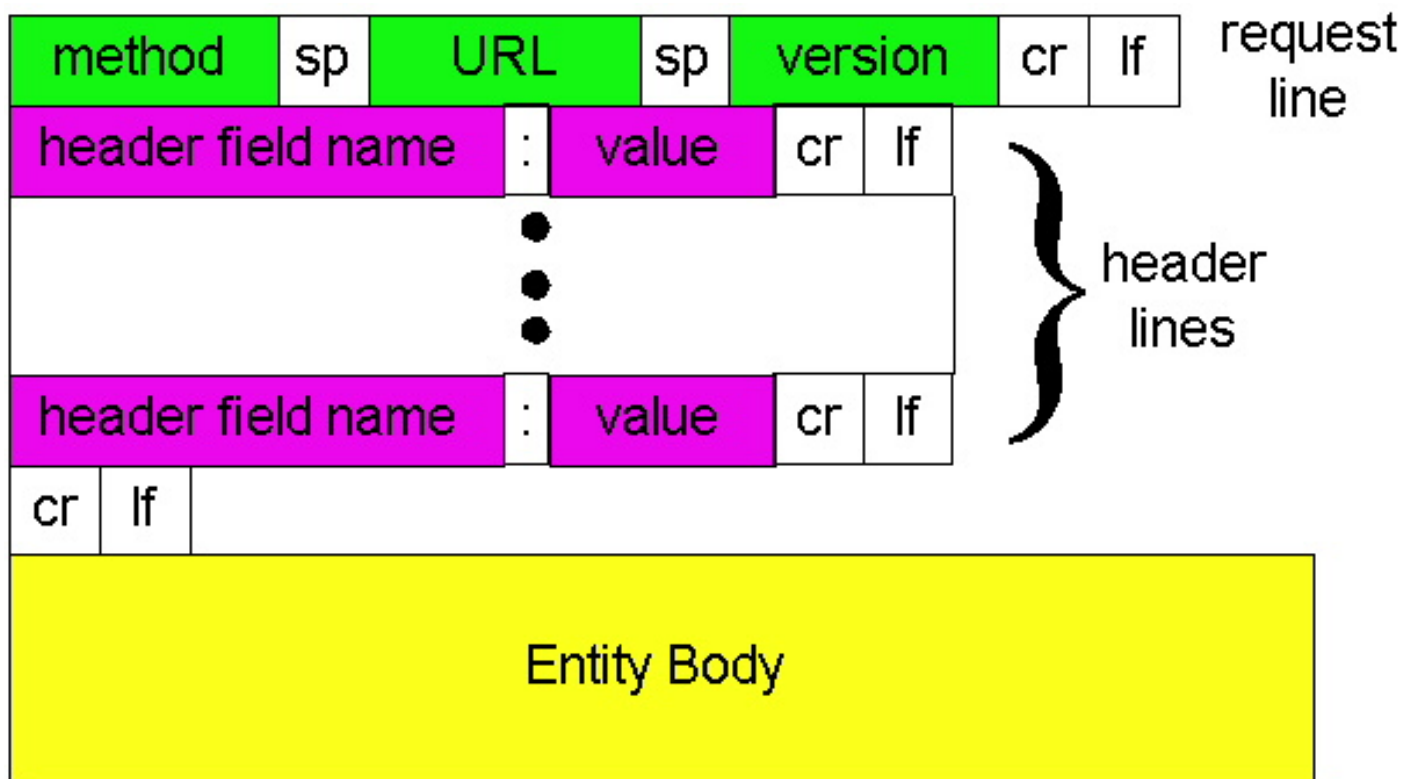 method sp URL sp version cr lf
request
line
header field name : value cr lf
header
lines
header field name : value cr lf
cr lf
Entity Body